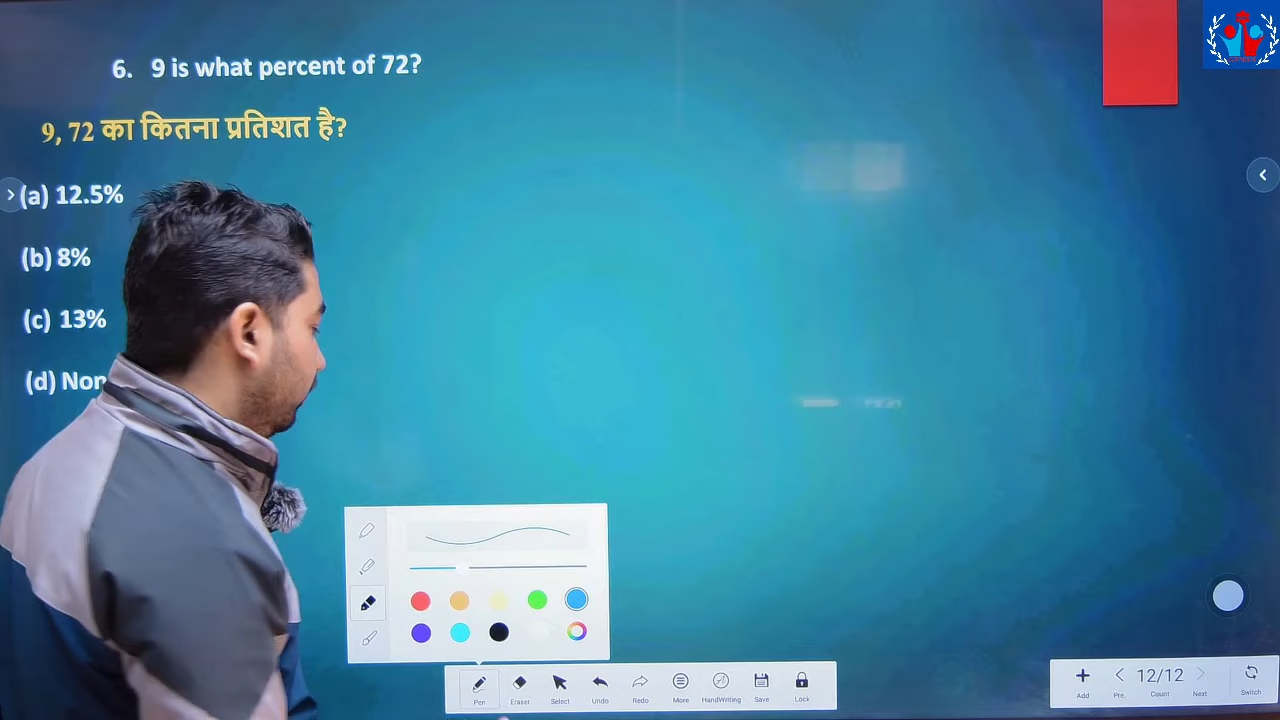 6. 9 is what percent of 72?
9, 72 का कितना प्रतिशत है?
(a) 12.5%
(b) 8%
(c) 13%
(d) Non
Pen Eraser Select Undo Redo More HandWriting Save Lock
Add Pre. 12/12 Count Next Switch